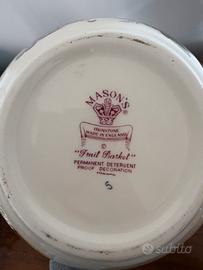 MASON'S
IRONSTONE
MADE IN ENGLAND
©
"Fruit Basket"
PERMANENT DETERGENT
PROOF DECORATION
5
subito